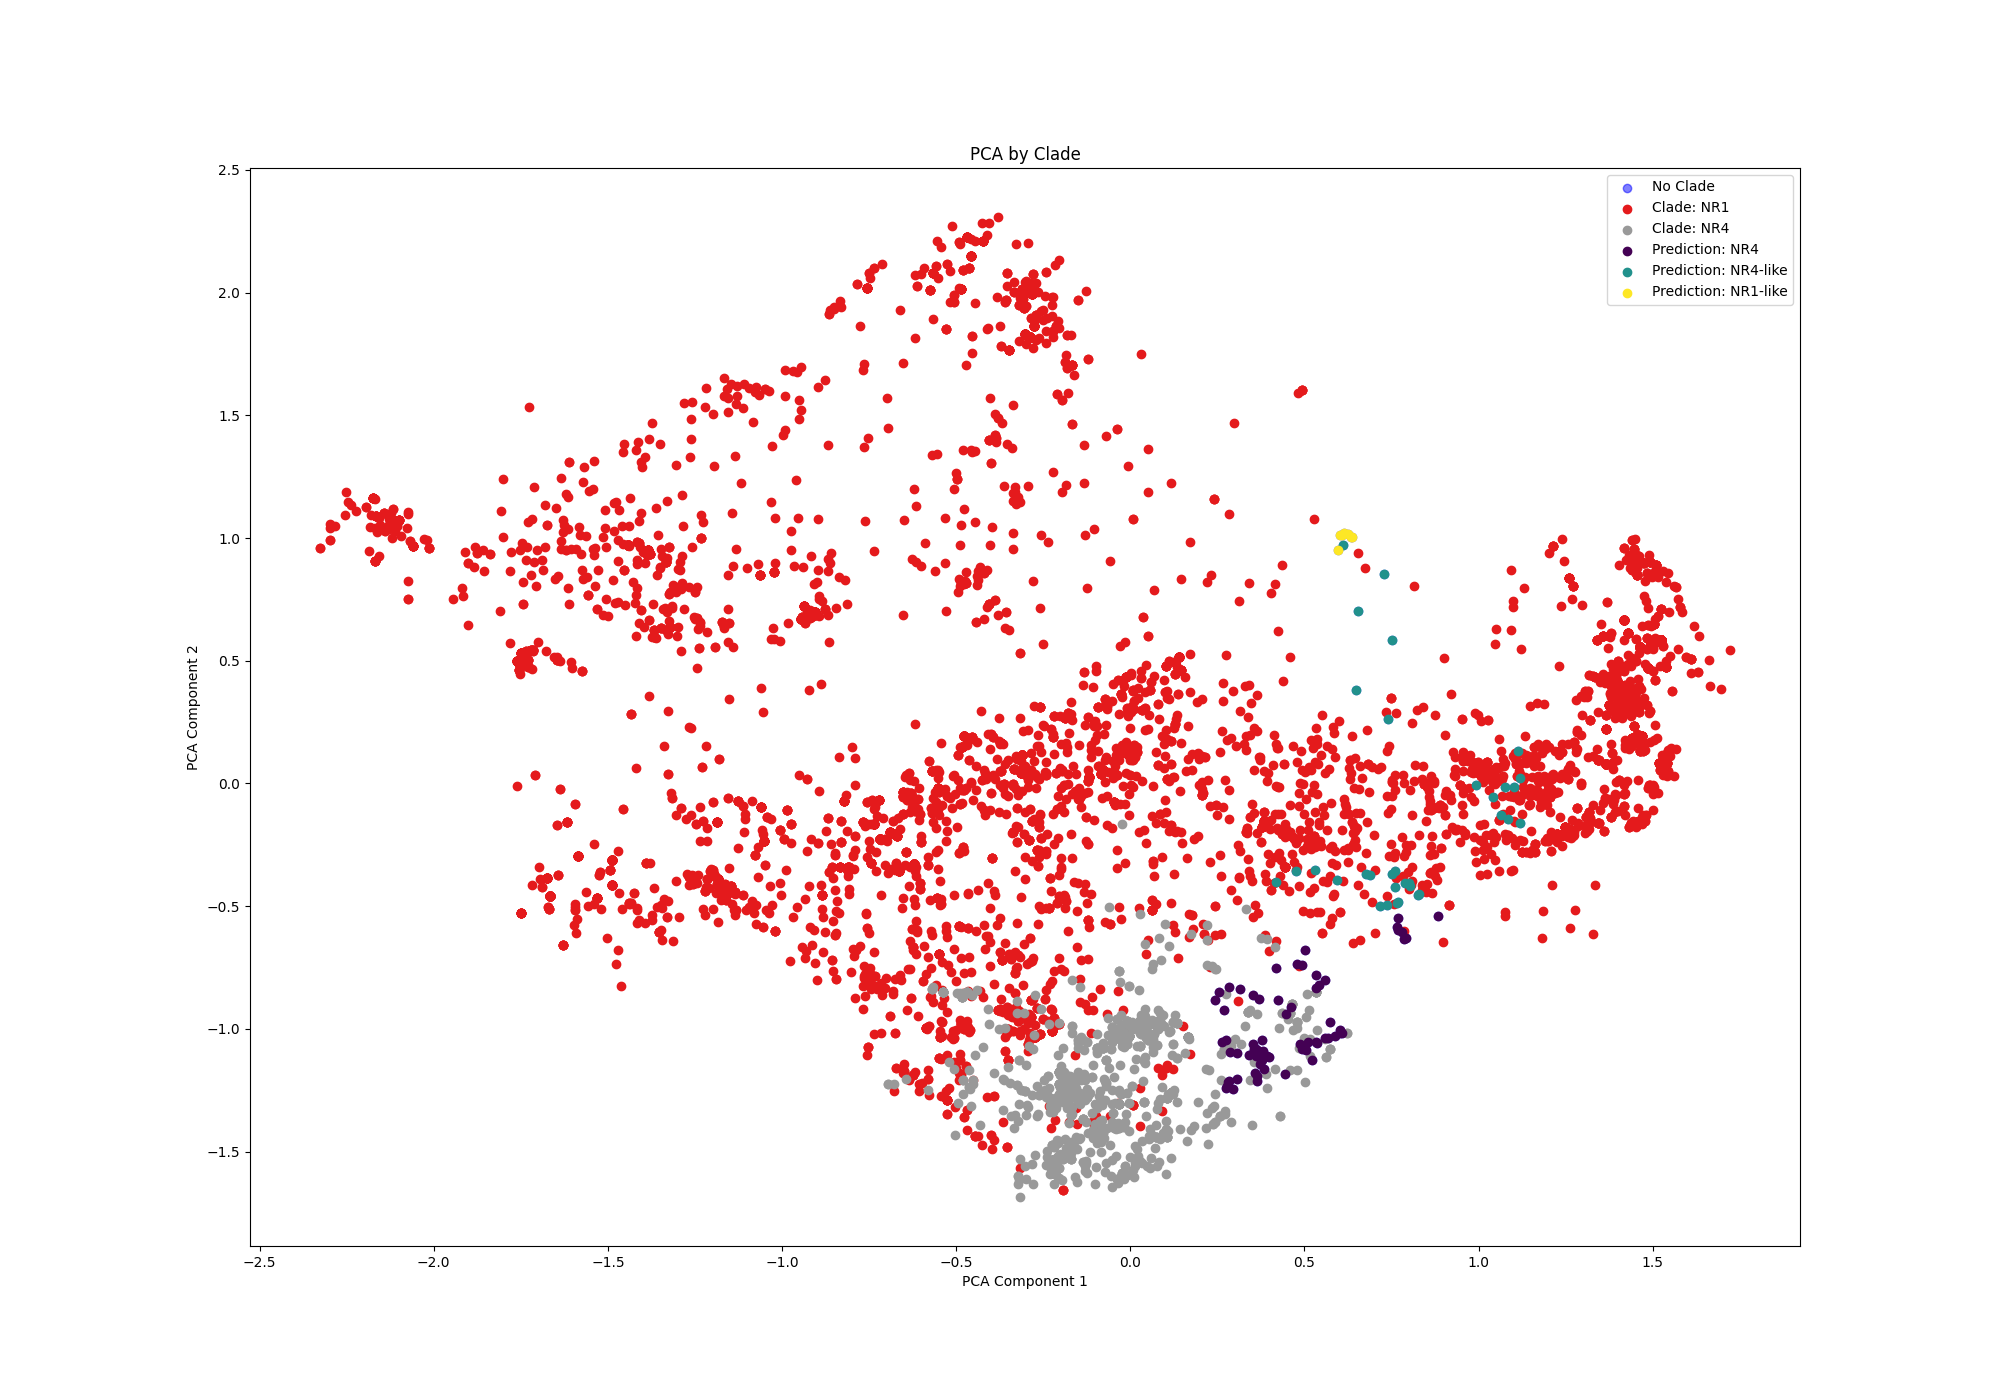 PCA by Clade
No Clade
Clade: NR1
Clade: NR4
Prediction: NR4
Prediction: NR4-like
Prediction: NR1-like
PCA Component 2
2.5
2.0
1.5
1.0
0.5
0.0
−0.5
−1.0
−1.5
−2.5 −2.0 −1.5 −1.0 −0.5 0.0 0.5 1.0 1.5
PCA Component 1